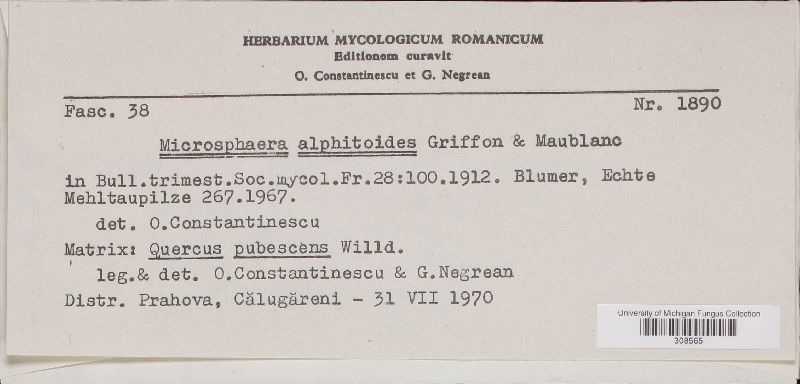 HERBARIUM MYCOLOGICUM ROMANICUM
Editionem curavit
O. Constantinescu et G. Negrean
Fasc. 38
Nr. 1890
Microsphaera alphitoides Griffon & Maublanc
in Bull.trimest.Soc.mycol.Fr.28:100.1912. Blumer, Echte
Mehltaupilze 267.1967.
det. O.Constantinescu
Matrix: Quercus pubescens Willd.
leg.& det. O.Constantinescu & G.Negrean
Distr. Prahova, Călugăreni - 31 VII 1970
University of Michigan Fungus Collection
308565